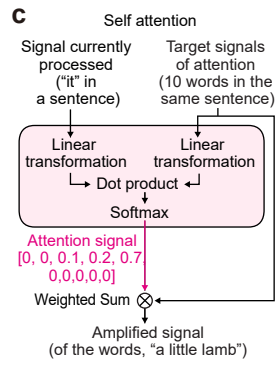 c
Self attention
Signal currently
processed
("it" in
a sentence)
Target signals
of attention
(10 words in the
same sentence)
Linear
transformation
Linear
transformation
Dot product
Softmax
Attention signal
[0, 0, 0.1, 0.2, 0.7,
0,0,0,0,0]
Weighted Sum
Amplified signal
(of the words, "a little lamb")